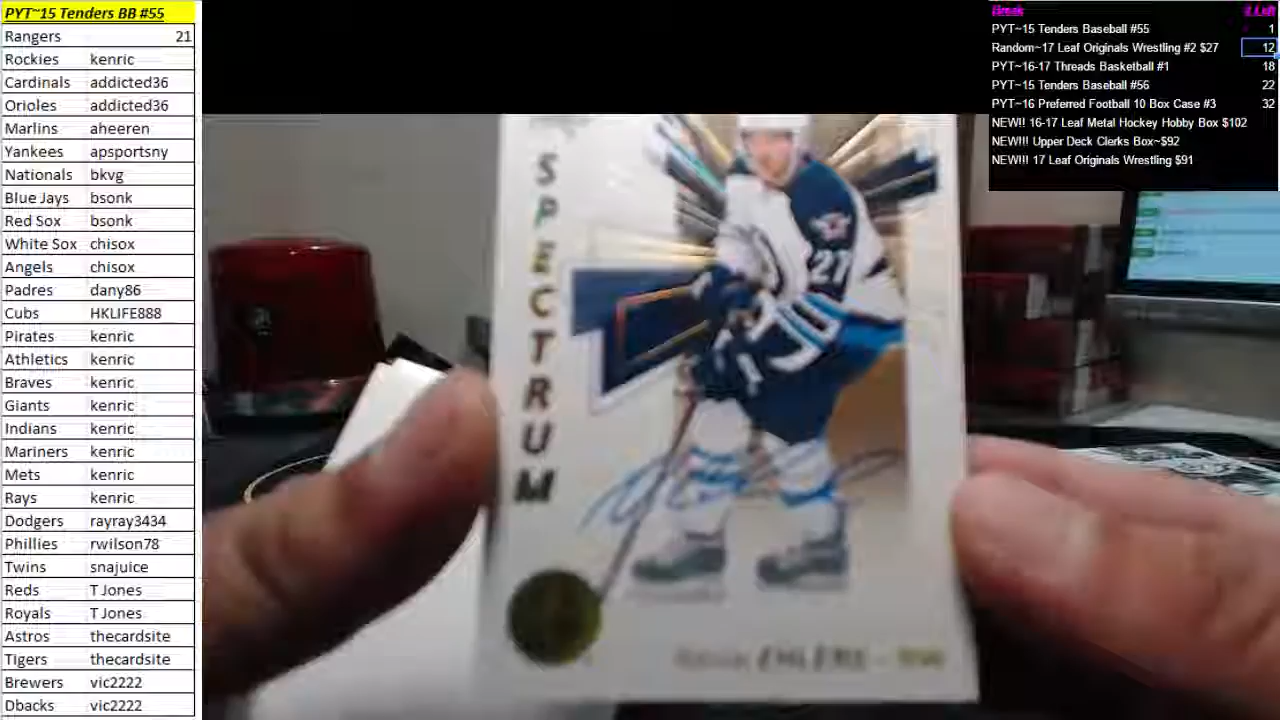 PYT~15 Tenders BB #55
Rangers 21
Rockies kenric
Cardinals addicted36
Orioles addicted36
Marlins aheeren
Yankees apsportsny
Nationals bkvg
Blue Jays bsonk
Red Sox bsonk
White Sox chisox
Angels chisox
Padres dany86
Cubs HKLIFE888
Pirates kenric
Athletics kenric
Braves kenric
Giants kenric
Indians kenric
Mariners kenric
Mets kenric
Rays kenric
Dodgers rayray3434
Phillies rwilson78
Twins snajuice
Reds T Jones
Royals T Jones
Astros thecardsite
Tigers thecardsite
Brewers vic2222
Dbacks vic2222
SPECTRUM
21
EHLERS
Break # Left
PYT~15 Tenders Baseball #55 1
Random~17 Leaf Originals Wrestling #2 $27 12
PYT~16-17 Threads Basketball #1 18
PYT~15 Tenders Baseball #56 22
PYT~16 Preferred Football 10 Box Case #3 32
NEW!! 16-17 Leaf Metal Hockey Hobby Box $102
NEW!!! Upper Deck Clerks Box~$92
NEW!!! 17 Leaf Originals Wrestling $91